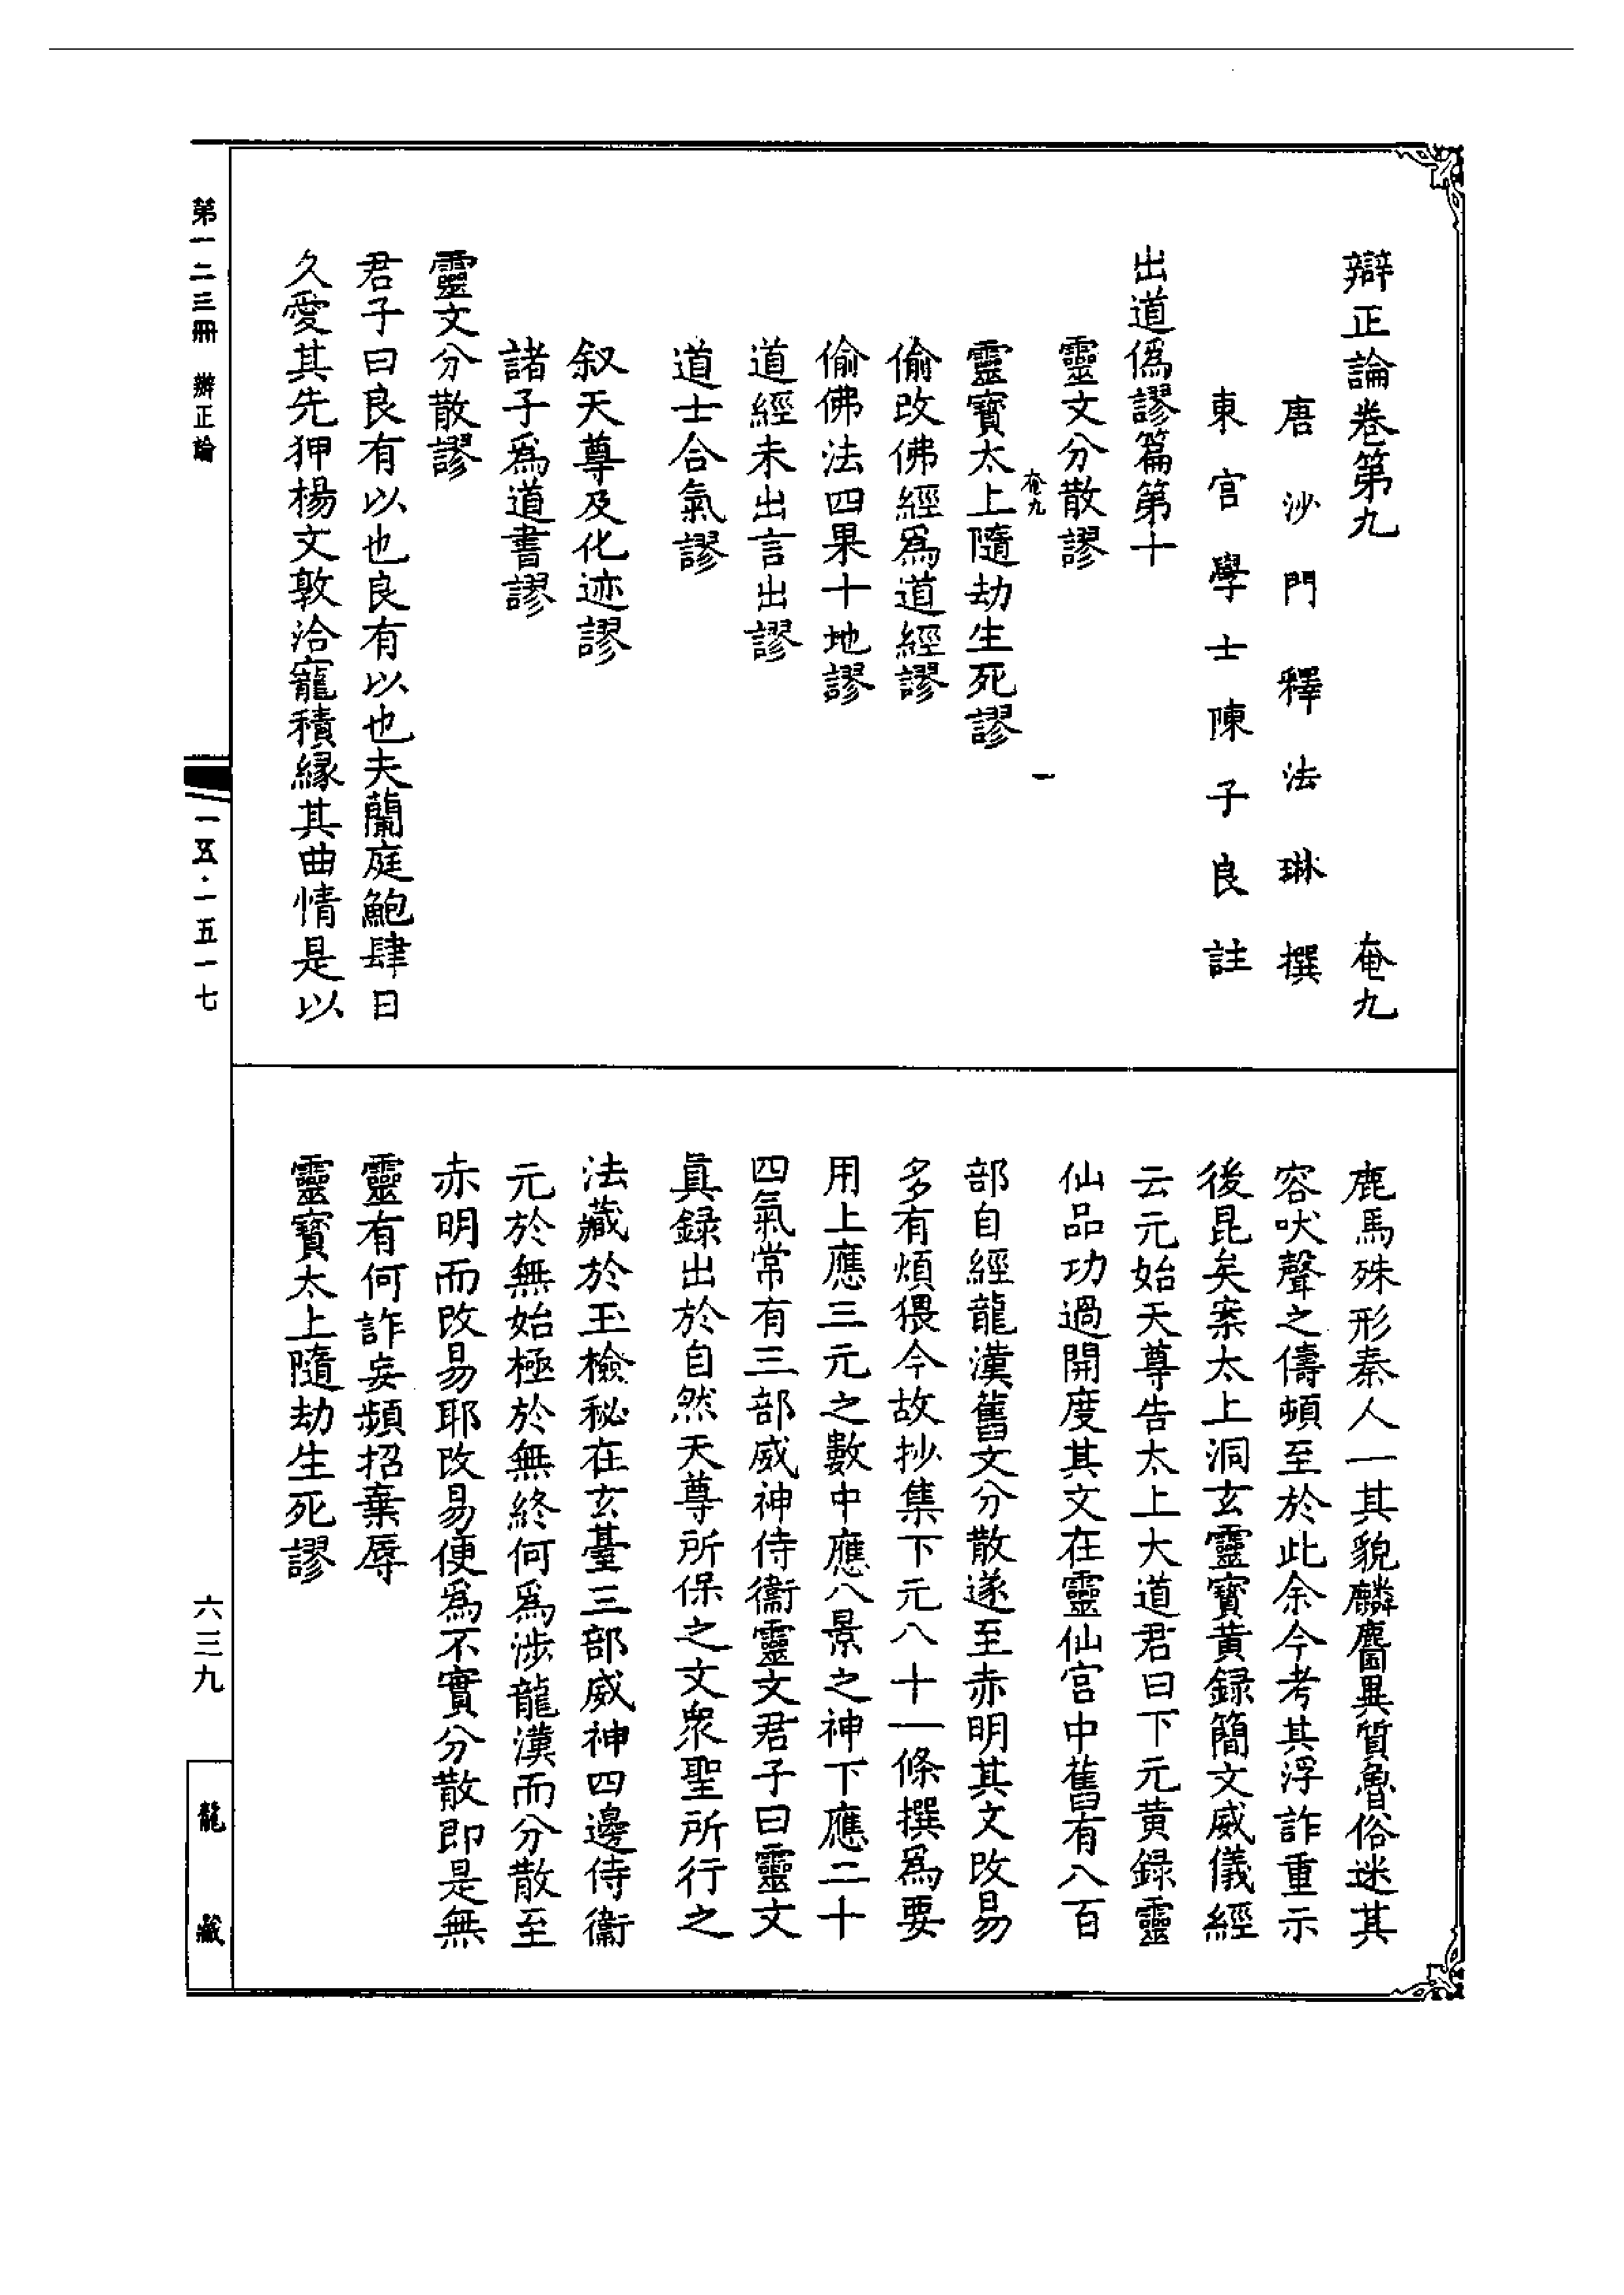 辯正論卷第九　　　　奄九
唐沙門釋法琳撰
東宫學士陳子良註
出道僞謬篇第十
靈文分散謬
奄九　一
靈寳太上隨劫生死謬
偷改佛經爲道經謬
偷佛法四果十地謬
道經未出言出謬
道士合氣謬
叙天尊及化迹謬
諸子爲道書謬
靈文分散謬
君子曰良有以也良有以也夫蘭庭鮑肆日
久愛其先狎楊文敦洽寵積縁其曲情是以
鹿馬殊形秦人一其貌麟麏異質魯俗迷其
容吠聲之儔頓至於此余今考其浮詐重示
後昆矣案太上洞玄靈寳黄録簡文威儀經
云元始天尊告太上大道君曰下元黄録靈
仙品功過開度其文在靈仙宫中舊有八百
部自經龍漢舊文分散遂至赤明其文改易
多有煩猥今故抄集下元八十一條撰爲要
用上應三元之數中應八景之神下應二十
四氣常有三部威神侍衞靈文君子曰靈文
眞録出於自然天尊所保之文衆聖所行之
法藏於玉檢秘在玄臺三部威神四邊侍衞
元於無始極於無終何爲涉龍漢而分散至
赤明而改易耶改易便爲不實分散即是無
靈有何詐妄頻招棄辱
靈寳太上隨劫生死謬
第一二三冊　辯正論
一五·一五一七
六三九
龍藏